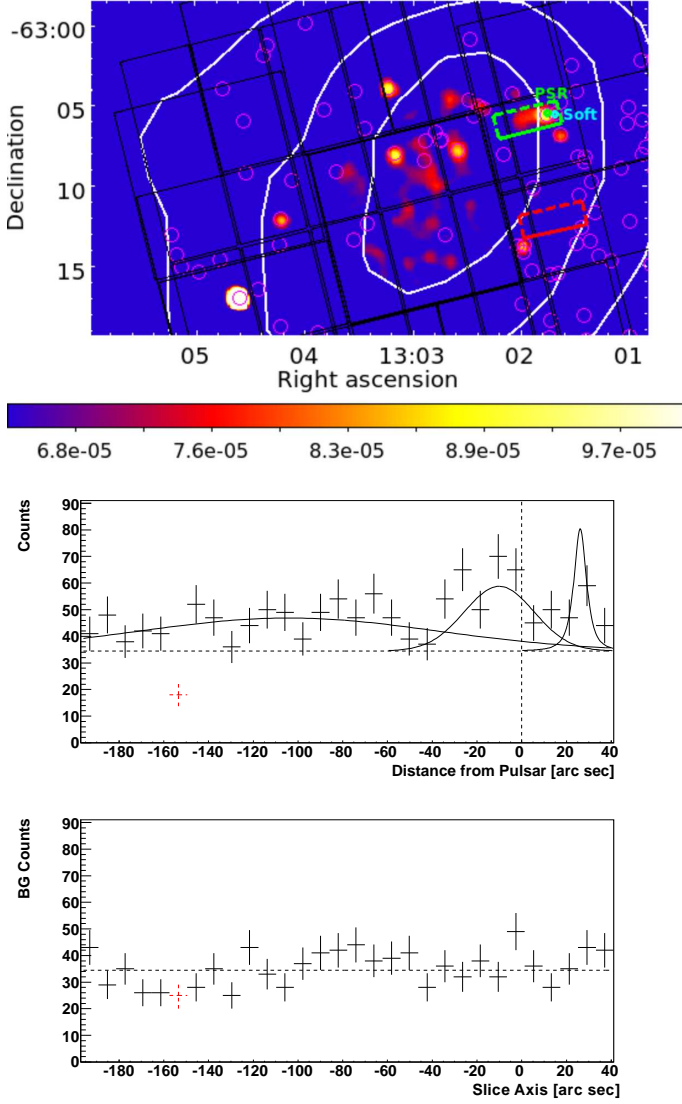 -63:00
PSR
Soft
05
10
15
Declination
05 04 13:03 02 01
Right ascension
6.8e-05 7.6e-05 8.3e-05 8.9e-05 9.7e-05
Counts
90
80
70
60
50
40
30
20
10
0
-180 -160 -140 -120 -100 -80 -60 -40 -20 0 20 40
Distance from Pulsar [arc sec]
BG Counts
90
80
70
60
50
40
30
20
10
0
-180 -160 -140 -120 -100 -80 -60 -40 -20 0 20 40
Slice Axis [arc sec]